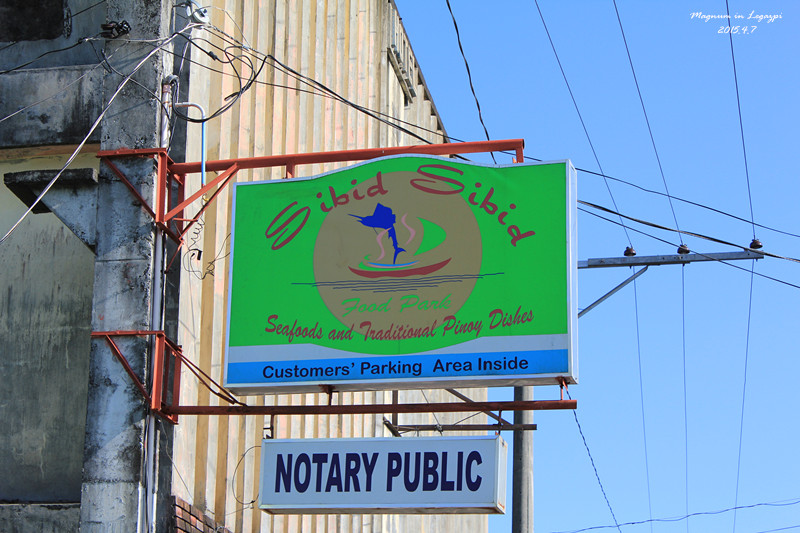 Magnum in Legazpi
2015.4.7
Sibid Sibid
Food Park
Seafoods and Traditional Pinoy Dishes
Customers' Parking Area Inside
NOTARY PUBLIC